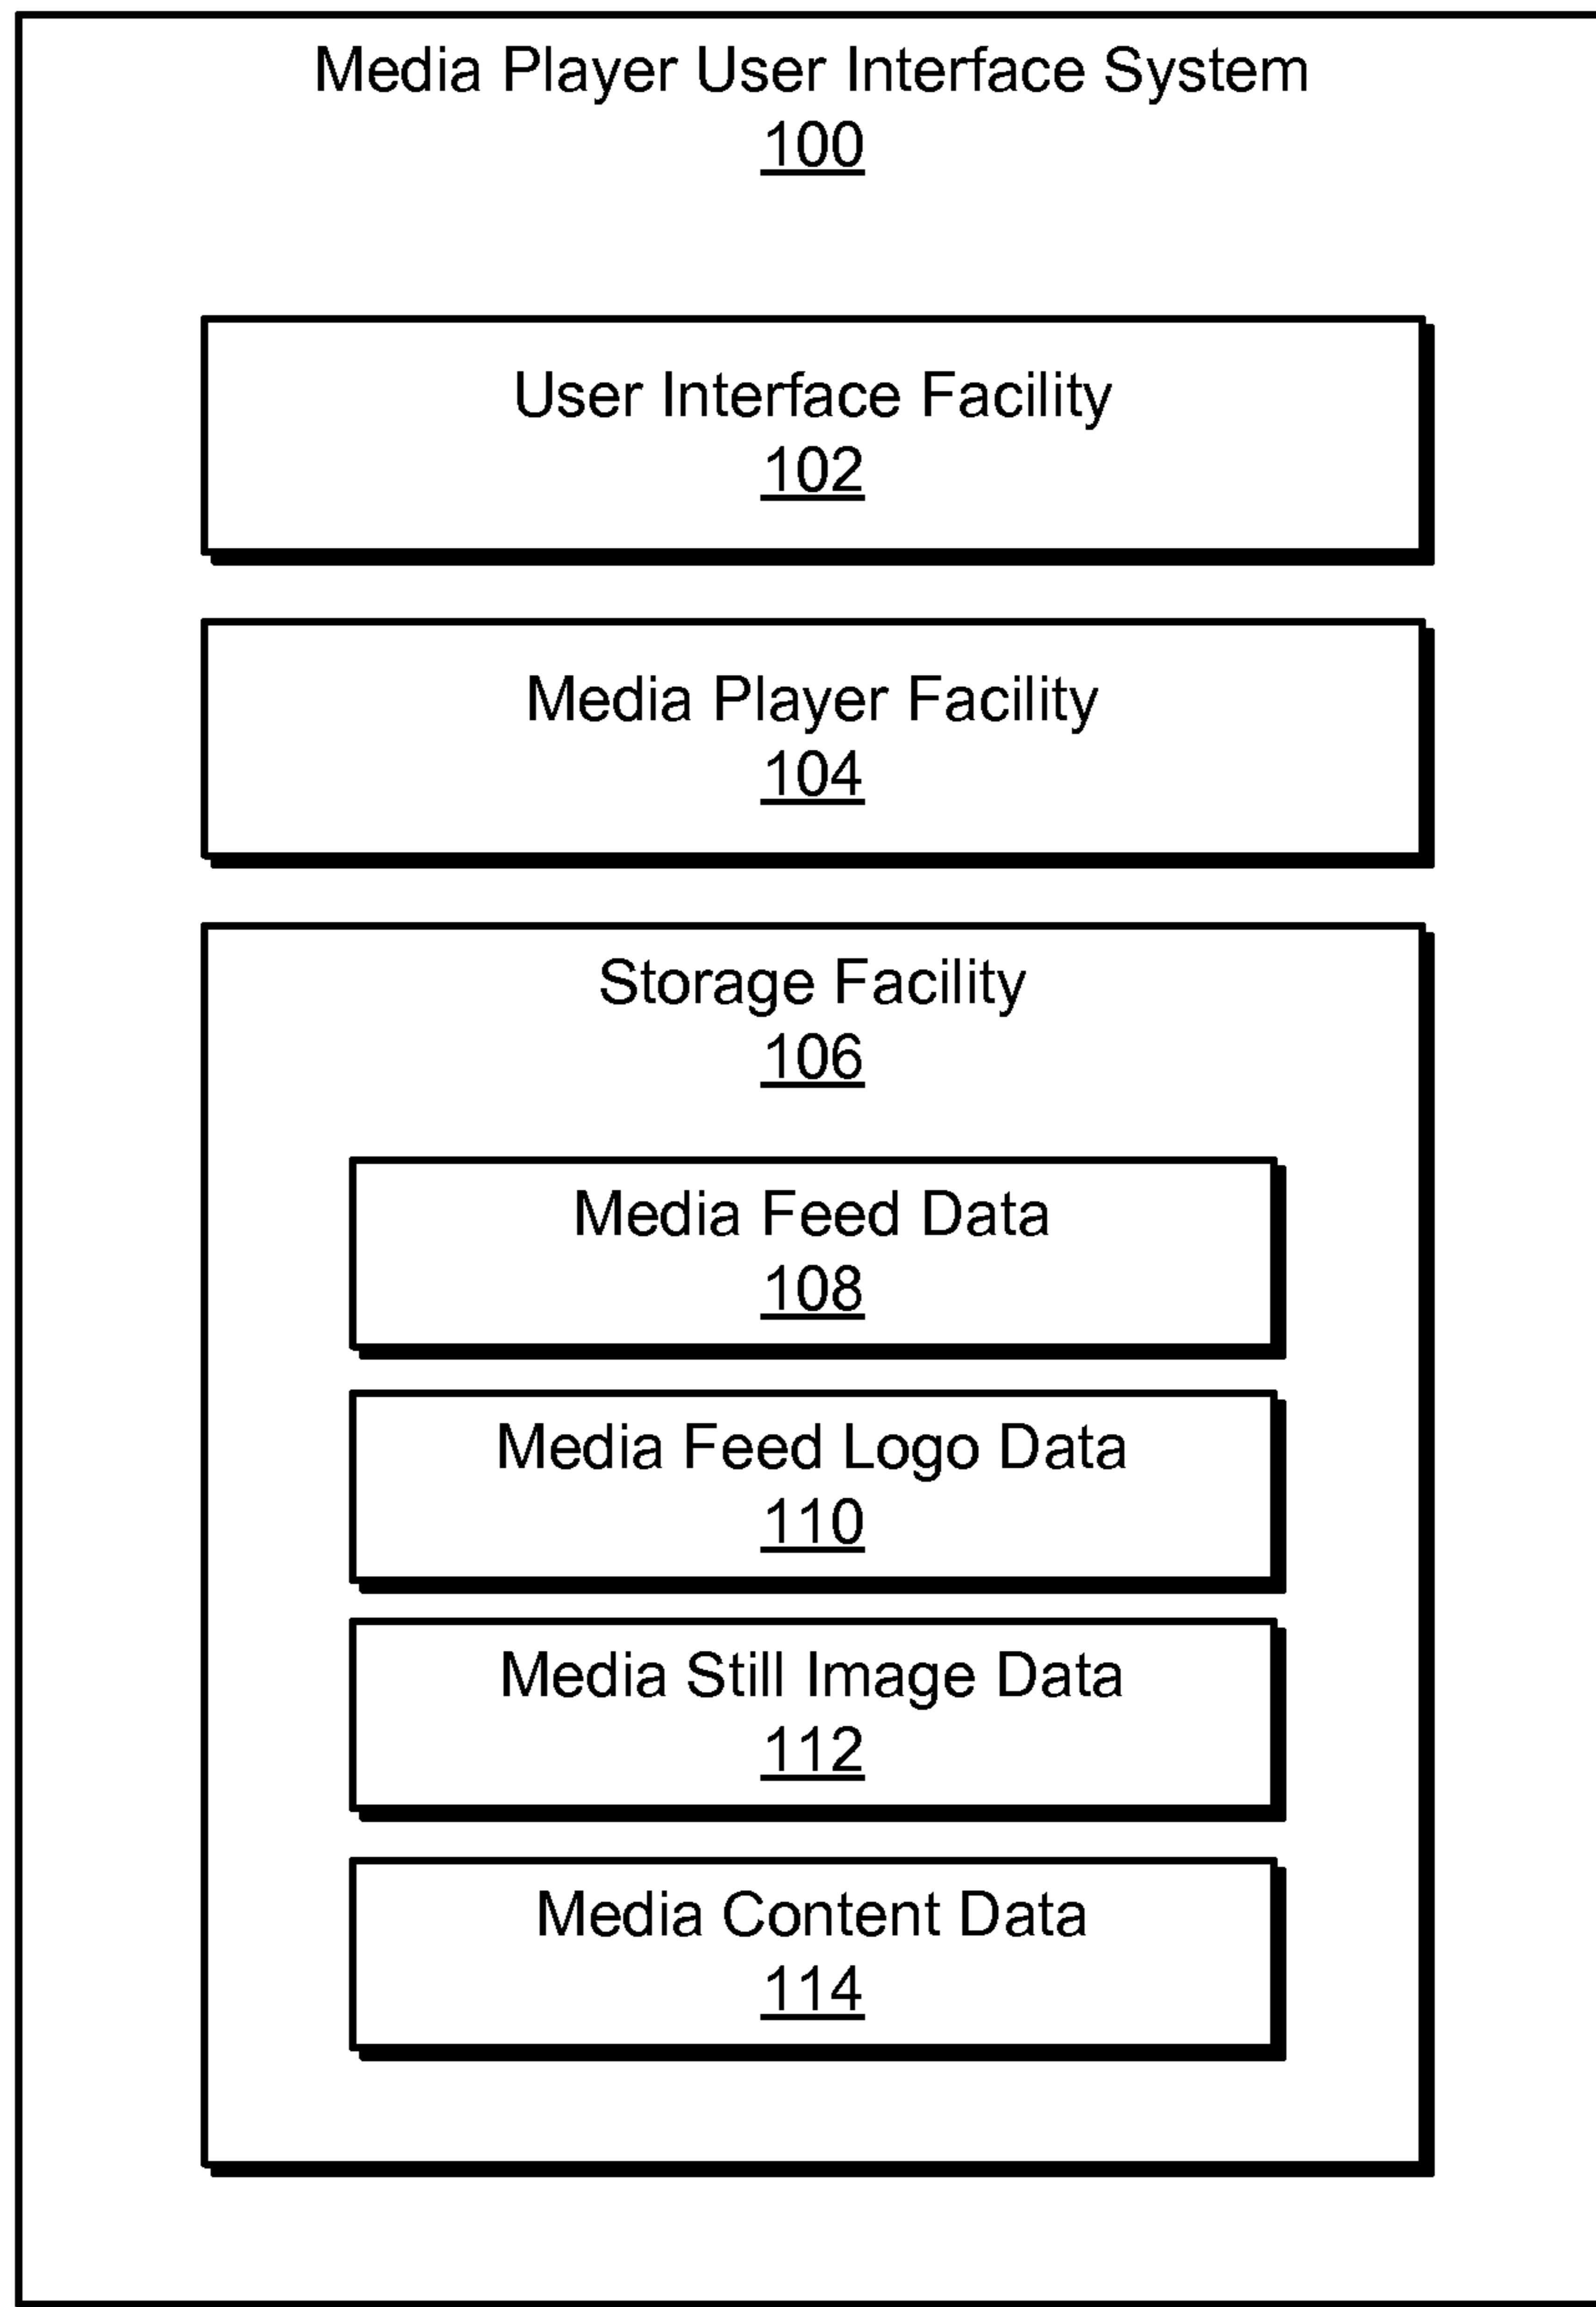 Media Player User Interface System
100
User Interface Facility
102
Media Player Facility
104
Storage Facility
106
Media Feed Data
108
Media Feed Logo Data
110
Media Still Image Data
112
Media Content Data
114